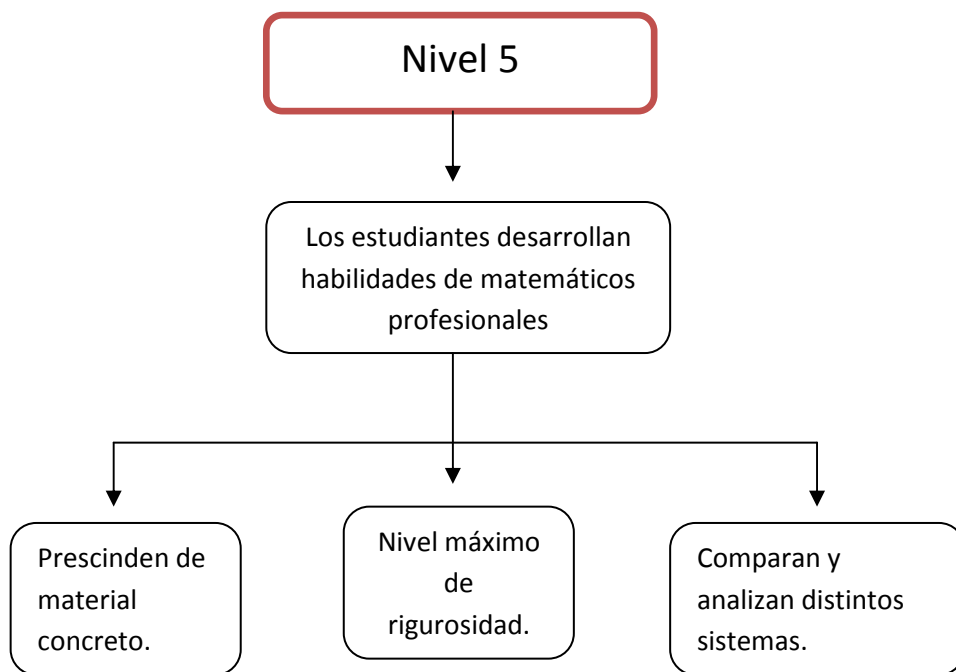 Nivel 5
Los estudiantes desarrollan
habilidades de matemáticos
profesionales
Prescinden de
material
concreto.
Nivel máximo
de
rigurosidad.
Comparan y
analizan distintos
sistemas.